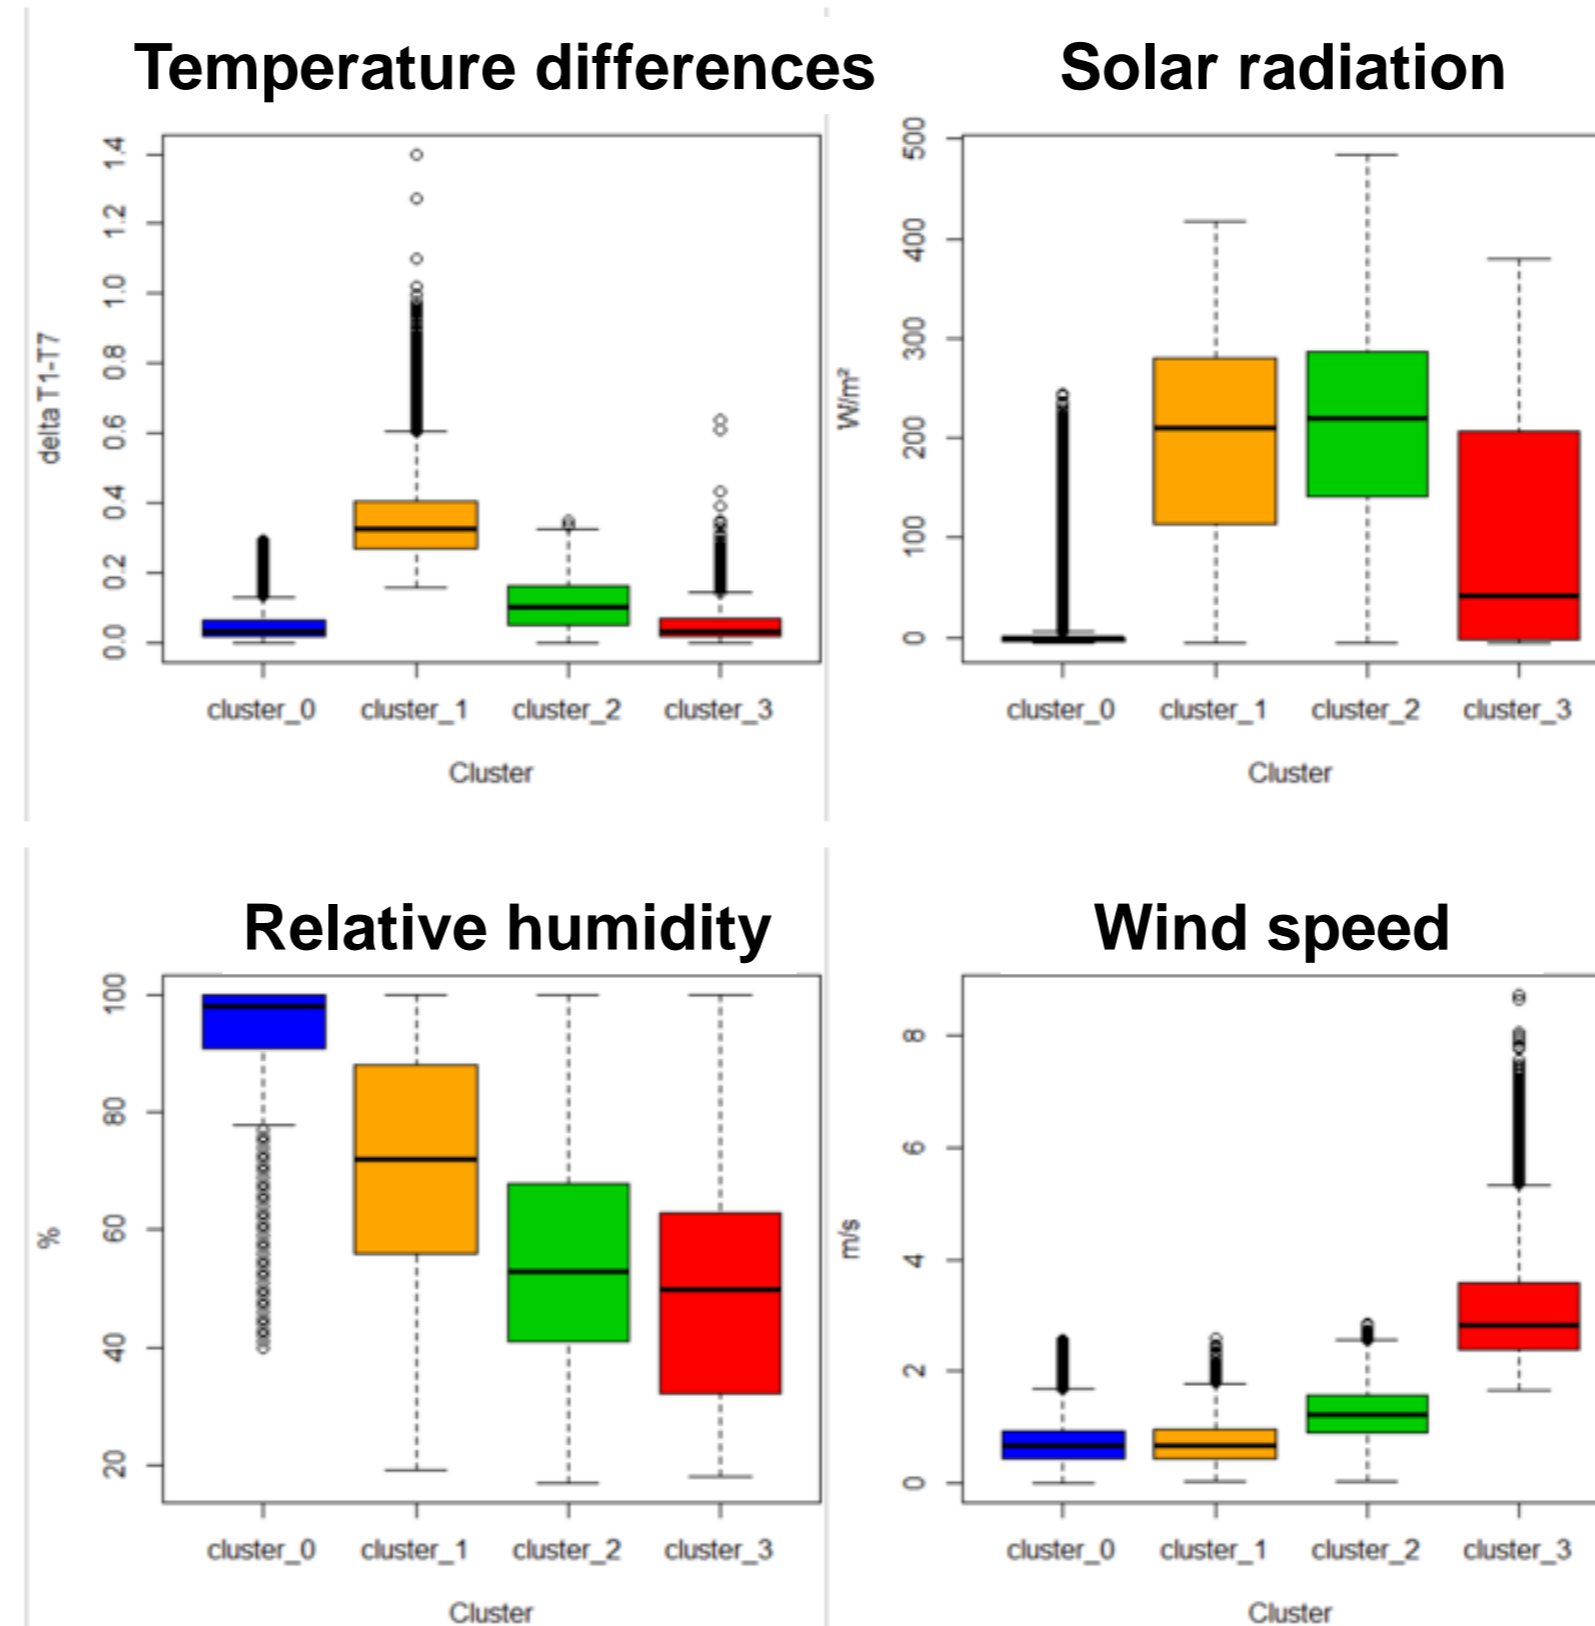 Temperature differences
1.4
1.2
1.0
0.8
0.6
0.4
0.2
0.0
delta T1-T7
cluster_0 cluster_1 cluster_2 cluster_3
Cluster
Solar radiation
500
400
300
200
100
0
W/m²
cluster_0 cluster_1 cluster_2 cluster_3
Cluster
Relative humidity
100
80
60
40
20
%
cluster_0 cluster_1 cluster_2 cluster_3
Cluster
Wind speed
8
6
4
2
0
m/s
cluster_0 cluster_1 cluster_2 cluster_3
Cluster